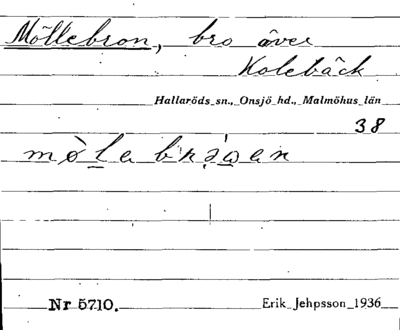 Möllebron, bro över
Kolebäck
Hallaröds sn., Onsjö hd., Malmöhus län
38
Nr 5710.
Erik Jehpsson 1936